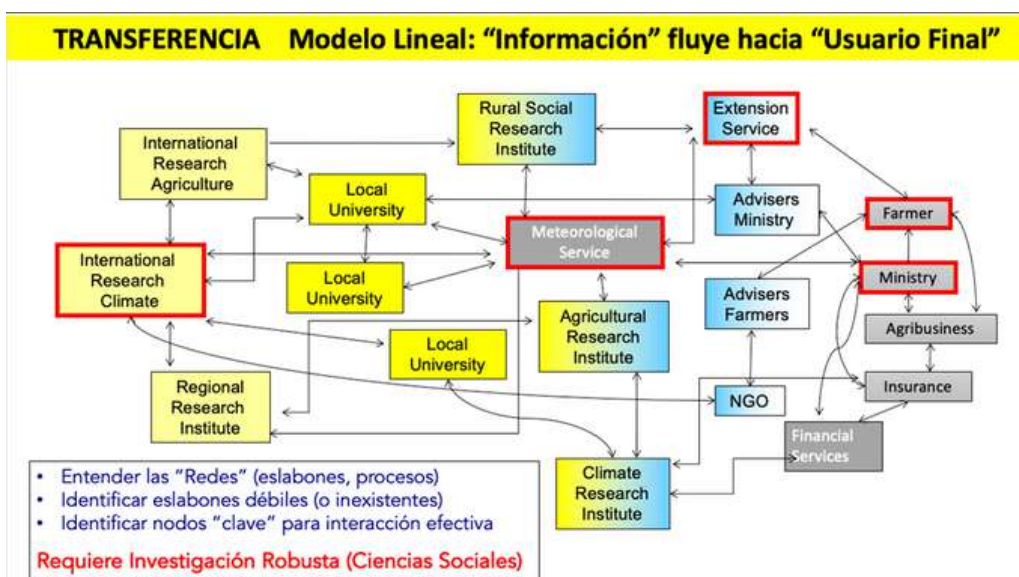 TRANSFERENCIA Modelo Lineal: “Información” fluye hacia “Usuario Final”
Rural Social
Research
Institute
Extension
Service
International
Research
Agriculture
Local
University
Advisers
Ministry
Farmer
Meteorological
Service
International
Research
Climate
Local
University
Ministry
Advisers
Farmers
Agricultural
Research
Institute
Agribusiness
Local
University
Regional
Research
Institute
NGO
Insurance
Financial
Services
Climate
Research
Institute
• Entender las “Redes” (eslabones, procesos)
• Identificar eslabones débiles (o inexistentes)
• Identificar nodos “clave” para interacción efectiva
Requiere Investigación Robusta (Ciencias Sociales)